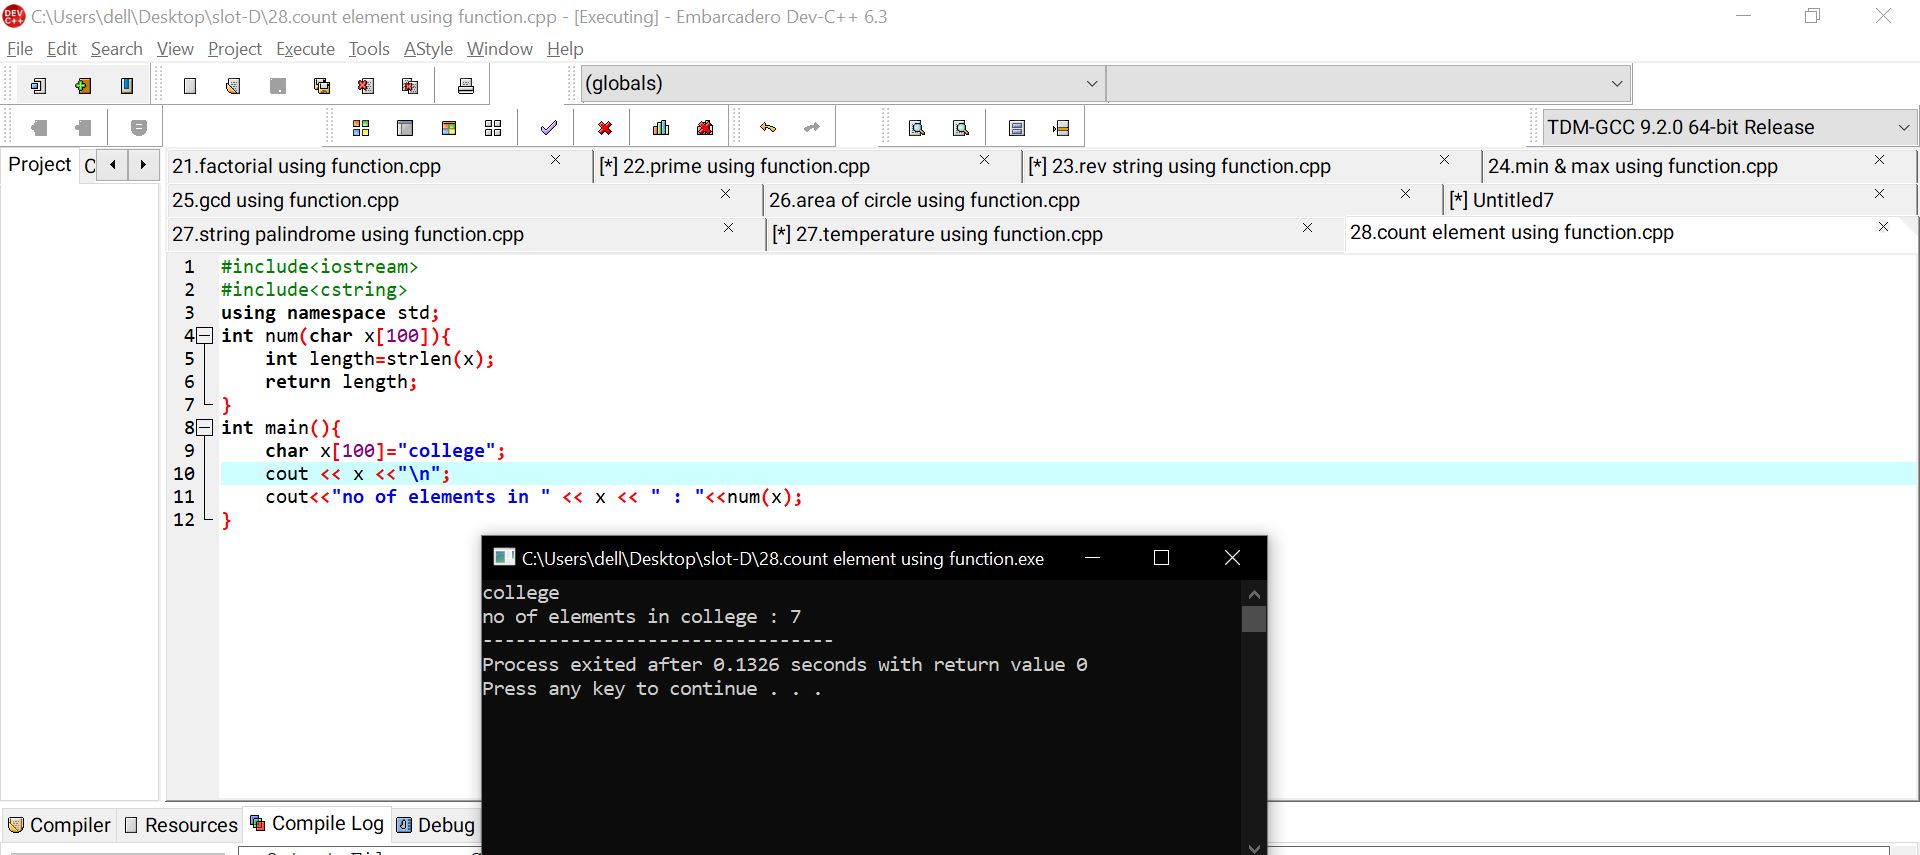 C:\Users\dell\Desktop\slot-D\28.count element using function.cpp - [Executing] - Embarcadero Dev-C++ 6.3
File Edit Search View Project Execute Tools AStyle Window Help
(globals)
TDM-GCC 9.2.0 64-bit Release
Project
21.factorial using function.cpp [*] 22.prime using function.cpp [*] 23.rev string using function.cpp 24.min & max using function.cpp
25.gcd using function.cpp 26.area of circle using function.cpp [*] Untitled7
27.string palindrome using function.cpp [*] 27.temperature using function.cpp 28.count element using function.cpp
1 #include<iostream>
2 #include<cstring>
3 using namespace std;
4 int num(char x[100]){
5 int length=strlen(x);
6 return length;
7 }
8 int main(){
9 char x[100]="college";
10 cout << x <<"\n";
11 cout<<"no of elements in " << x << " : "<<num(x);
12 }
C:\Users\dell\Desktop\slot-D\28.count element using function.exe
college
no of elements in college : 7
--------------------------------
Process exited after 0.1326 seconds with return value 0
Press any key to continue . . .
Compiler Resources Compile Log Debug